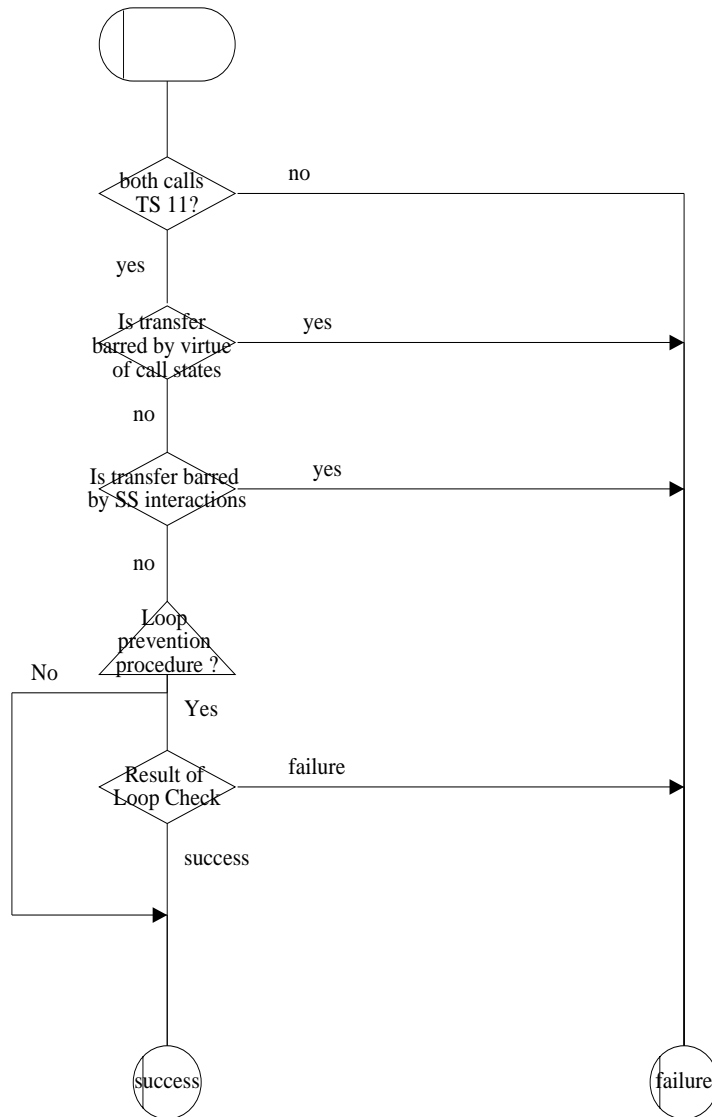 both calls
TS 11?
no
yes
Is transfer
barred by virtue
of call states
yes
no
Is transfer barred
by SS interactions
yes
no
Loop
prevention
procedure ?
No
Yes
Result of
Loop Check
failure
success
success
failure